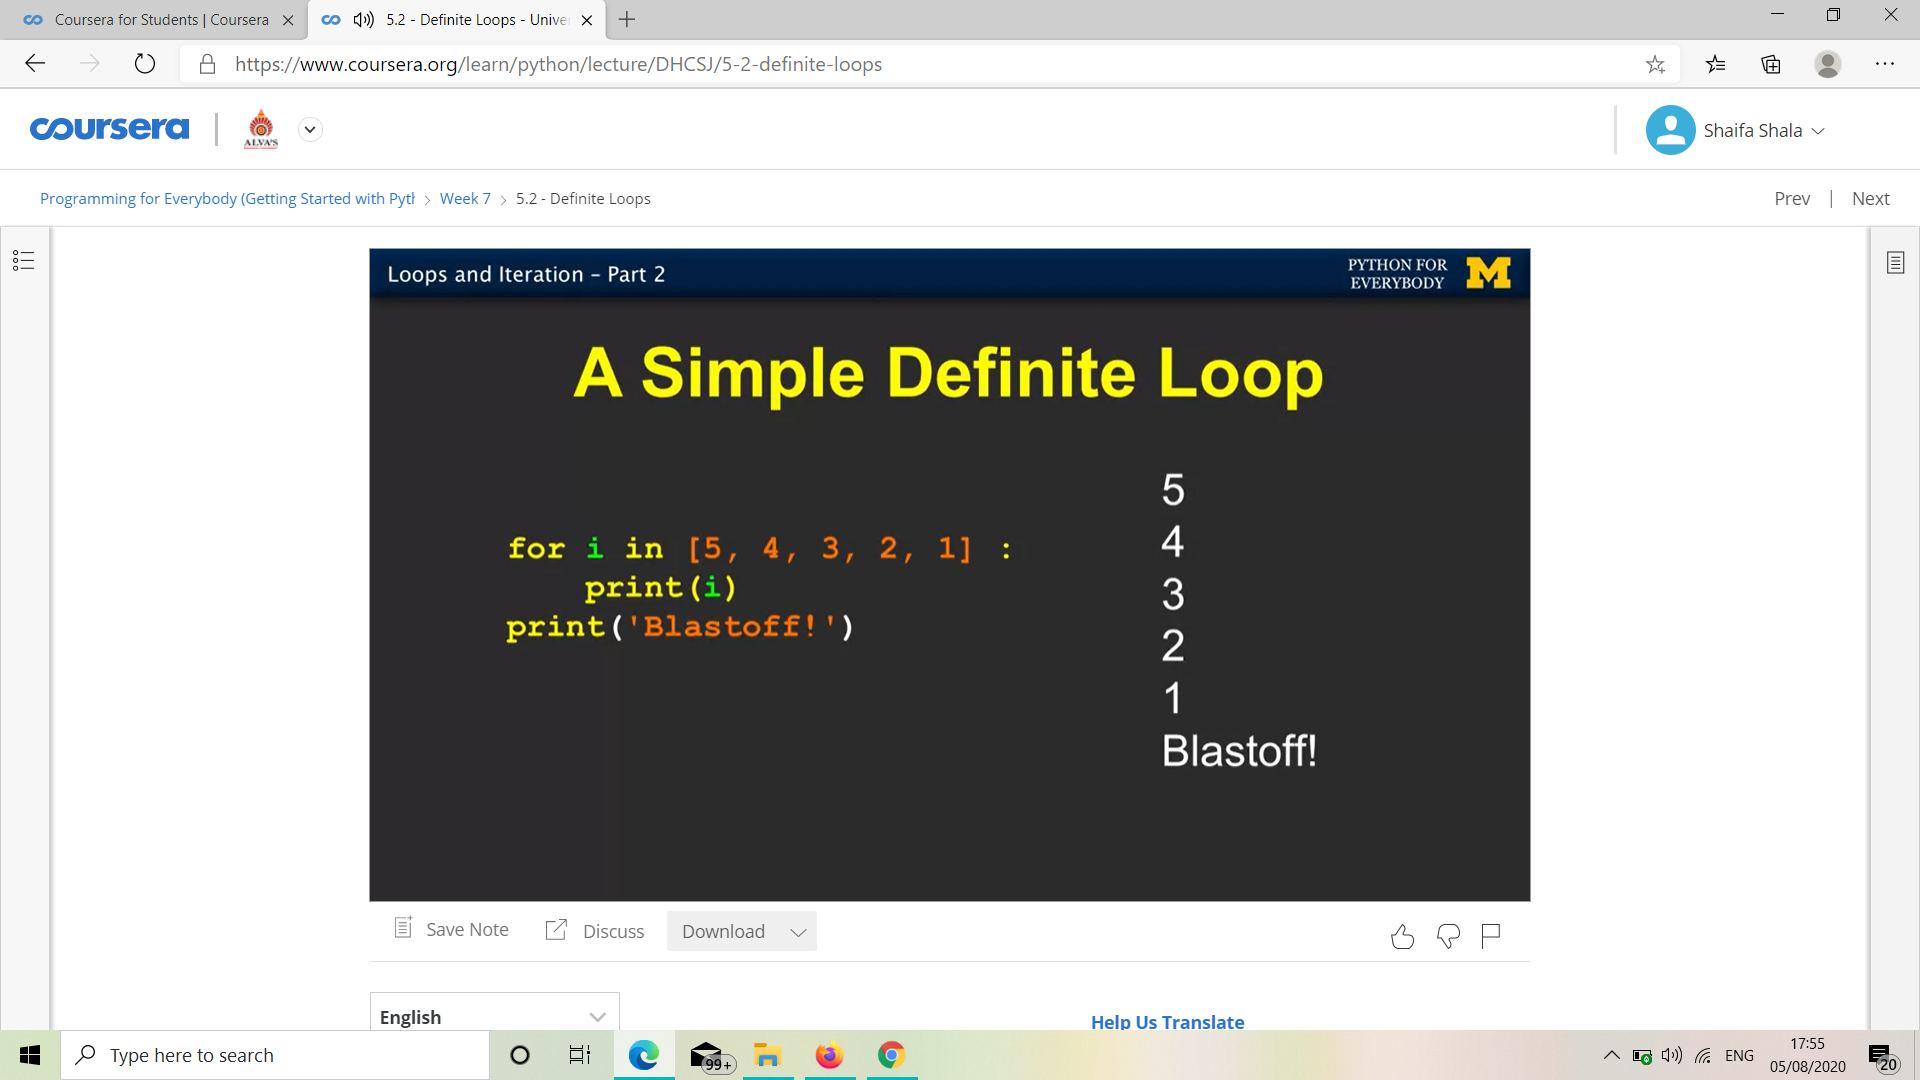 Coursera for Students | Coursera
5.2 - Definite Loops - Unive
https://www.coursera.org/learn/python/lecture/DHCSJ/5-2-definite-loops
coursera
ALVA'S
Shaifa Shala
Programming for Everybody (Getting Started with Pyth
Week 7
5.2 - Definite Loops
Prev | Next
Loops and Iteration – Part 2
PYTHON FOR
EVERYBODY
M
A Simple Definite Loop
for i in [5, 4, 3, 2, 1] :
print(i)
print('Blastoff!')
5
4
3
2
1
Blastoff!
Save Note
Discuss
Download
English
Help Us Translate
Type here to search
99+
ENG
17:55
05/08/2020
20